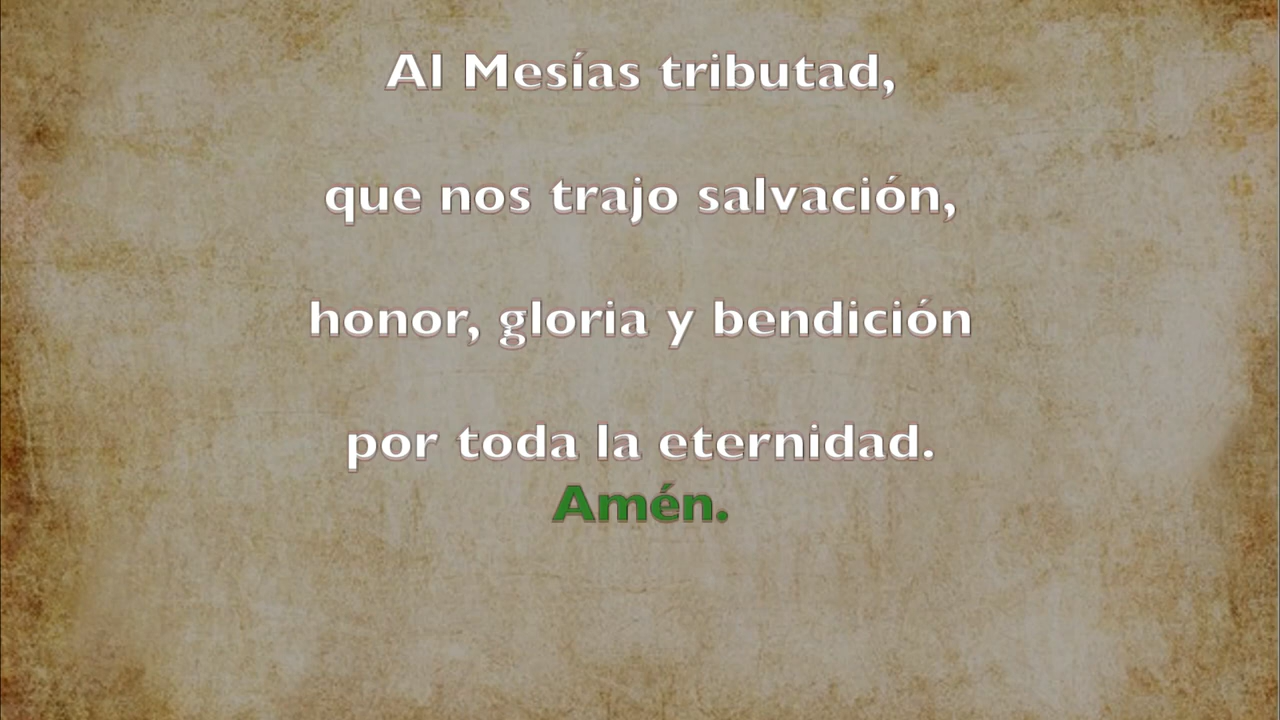 Al Mesías tributad,
que nos trajo salvación,
honor, gloria y bendición
por toda la eternidad.
Amén.